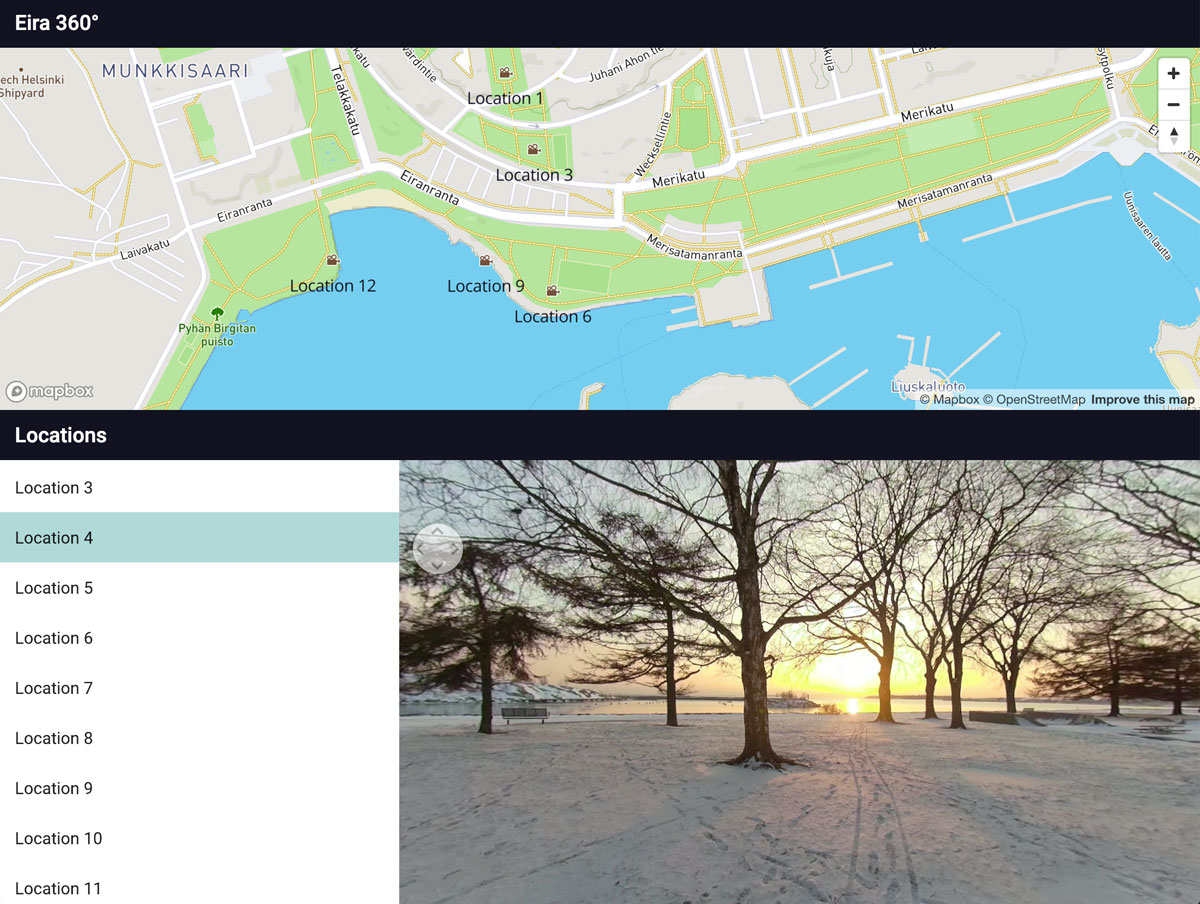 Eira 360°
MUNKKISAARI
ech Helsinki
Shipyard
Telakkakatu
Location 1
Juhani Ahon tie
Location 3
Wecksellintie
Merikatu
Merikatu
Eiranranta
Eiranranta
Laivakatu
Merisatamanranta
Merisatamanranta
Uunisaaren lautta
Location 12
Location 9
Location 6
Pyhän Birgitan
puisto
Liuskaluoto
mapbox
© Mapbox © OpenStreetMap Improve this map
Locations
Location 3
Location 4
Location 5
Location 6
Location 7
Location 8
Location 9
Location 10
Location 11